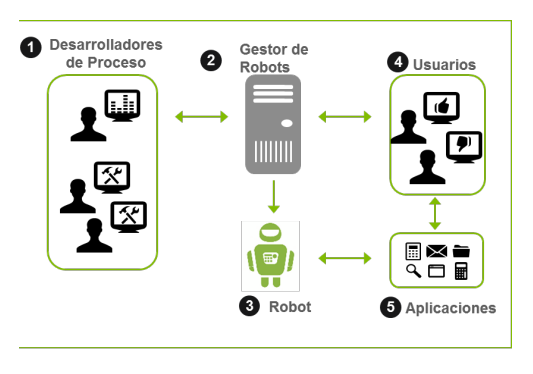 1 Desarrolladores
de Proceso
2 Gestor de
Robots
4 Usuarios
3 Robot
5 Aplicaciones